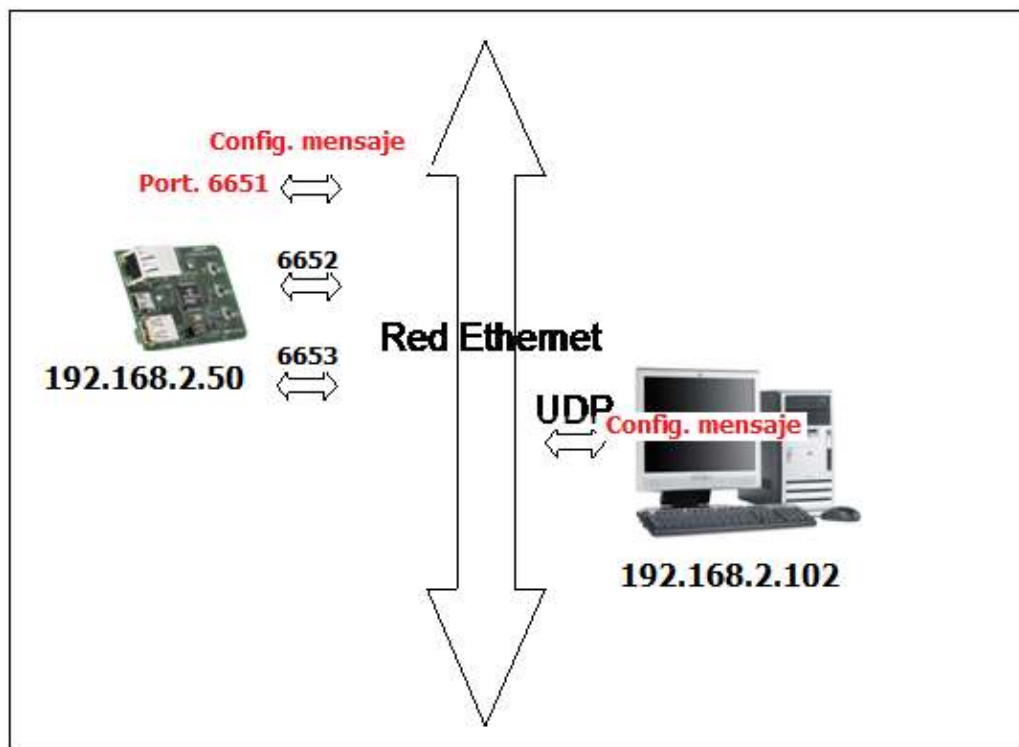 Config. mensaje
Port. 6651
6652
6653
192.168.2.50
Red Ethernet
UDP
Config. mensaje
192.168.2.102